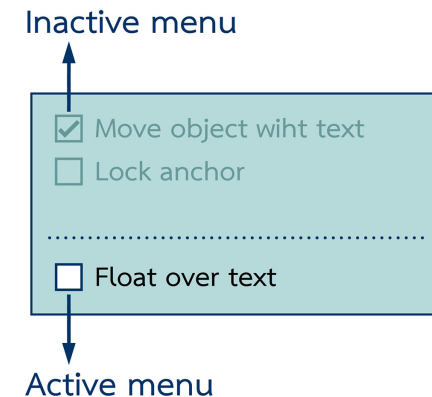 Inactive menu
Move object wiht text
Lock anchor
Float over text
Active menu